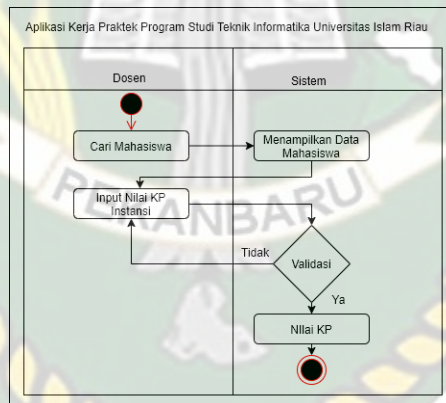 Aplikasi Kerja Praktek Program Studi Teknik Informatika Universitas Islam Riau
Dosen
Sistem
Cari Mahasiswa
Menampilkan Data
Mahasiswa
Input Nilai KP
Instansi
PEKANBARU
Tidak
Validasi
Ya
NIlai KP